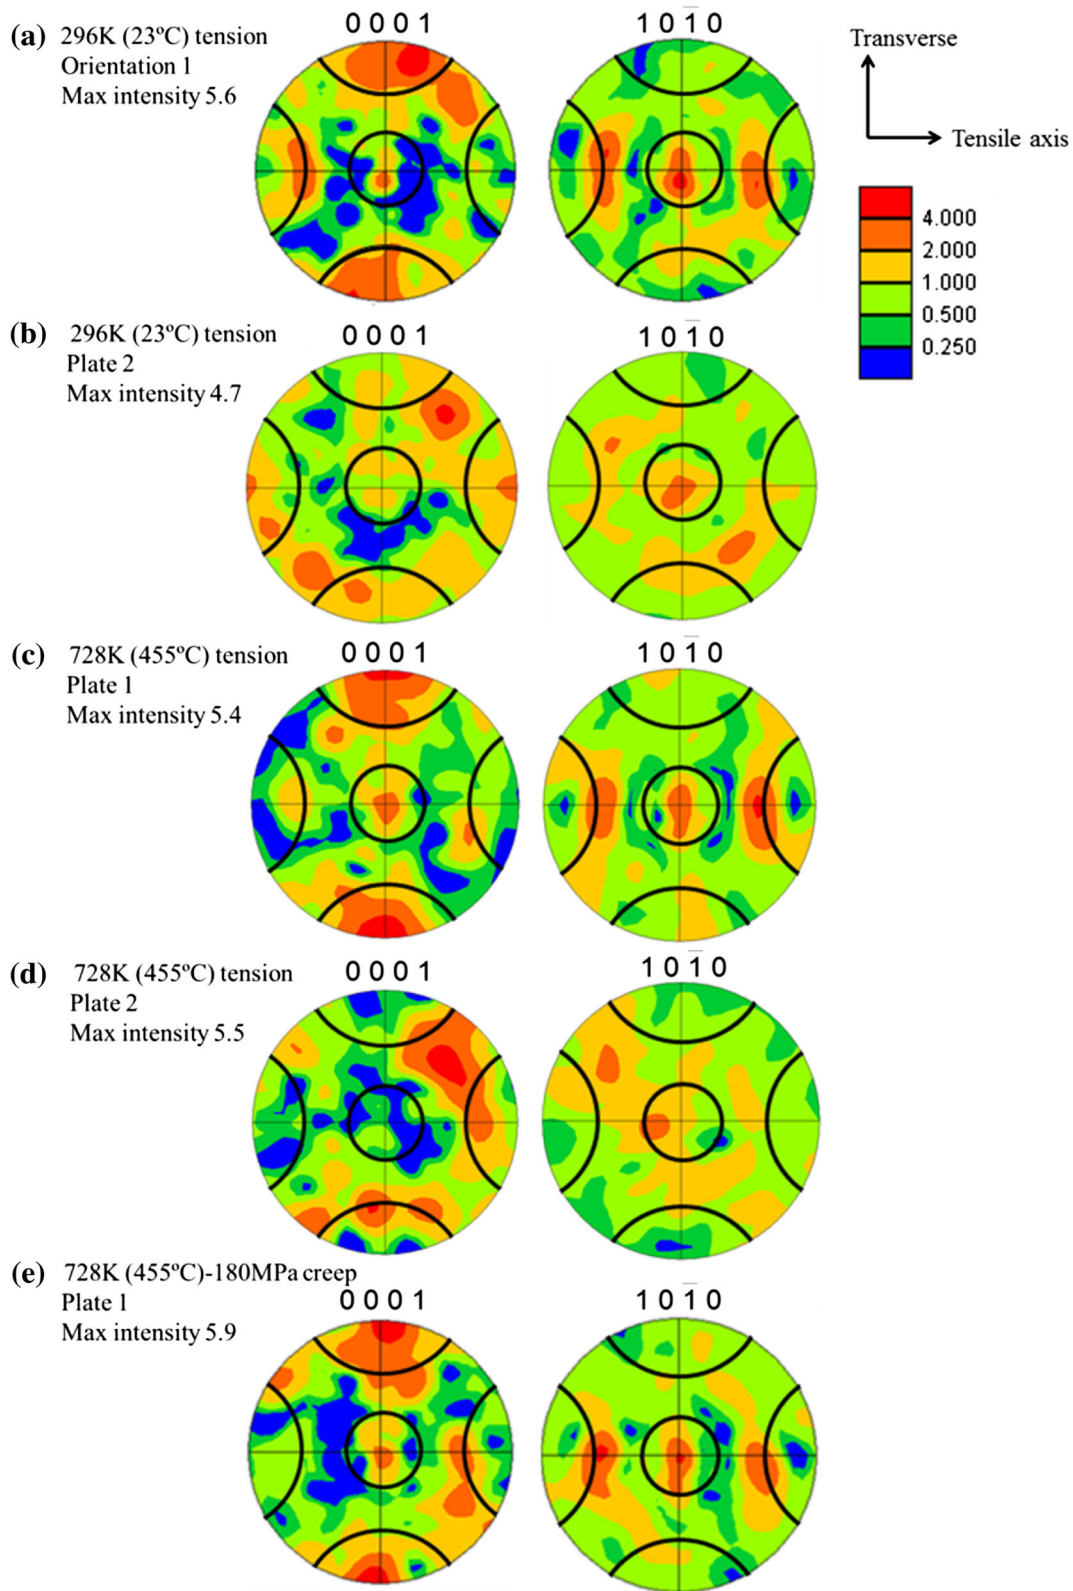 (a) 296K (23ºC) tension
Orientation 1
Max intensity 5.6
0 0 0 1
1 0 1̅ 0
Transverse
Tensile axis
4.000
2.000
1.000
0.500
0.250
(b) 296K (23ºC) tension
Plate 2
Max intensity 4.7
0 0 0 1
1 0 1̅ 0
(c) 728K (455ºC) tension
Plate 1
Max intensity 5.4
0 0 0 1
1 0 1̅ 0
(d) 728K (455ºC) tension
Plate 2
Max intensity 5.5
0 0 0 1
1 0 1̅ 0
(e) 728K (455ºC)-180MPa creep
Plate 1
Max intensity 5.9
0 0 0 1
1 0 1̅ 0